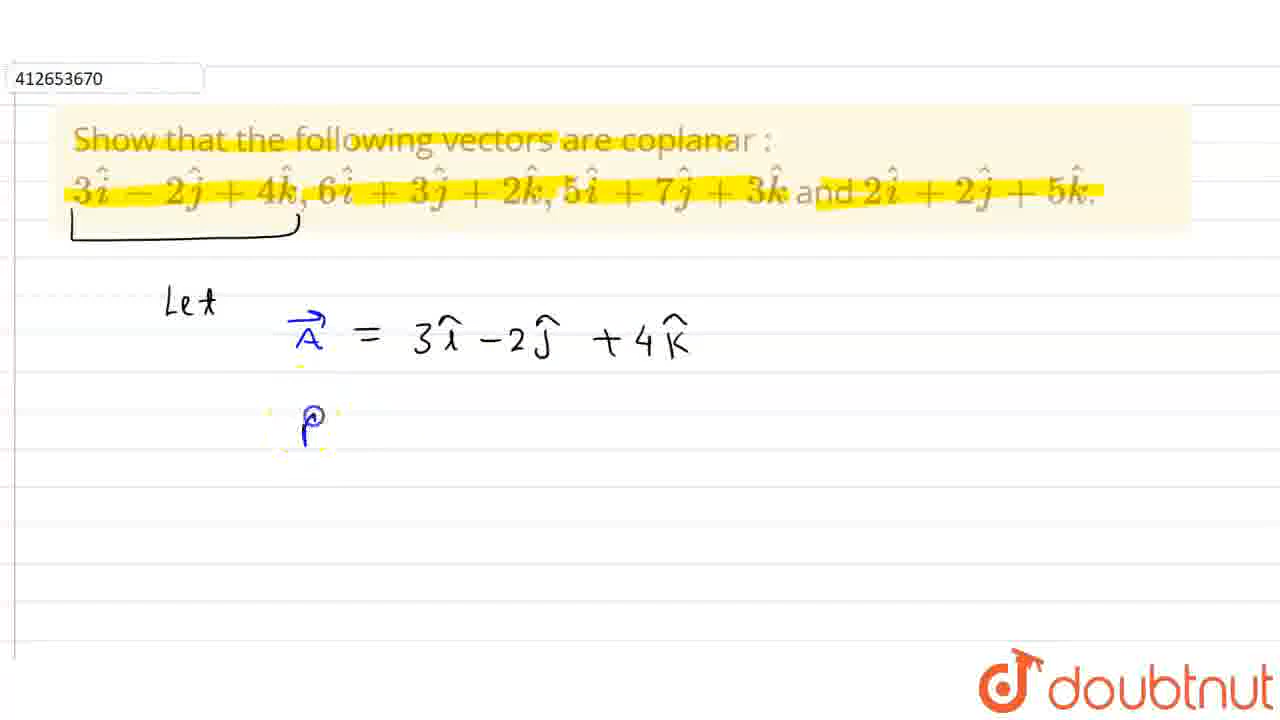 412653670
Show that the following vectors are coplanar :
3î − 2ĵ + 4k̂, 6î + 3ĵ + 2k̂, 5î + 7ĵ + 3k̂ and 2î + 2ĵ + 5k̂.
Let
A⃗ = 3î − 2ĵ + 4k̂
doubtnut